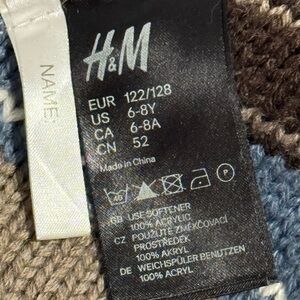 NAME:
H&M
EUR 122/128
US 6-8Y
CA 6-8A
CN 52
Made in China
40
P
GB USE SOFTENER
100% ACRYLIC
CZ POUŽIJTE ZMĚKČOVACÍ
PROSTŘEDEK
100% AKRYL
DE WEICHSPÜLER BENUTZEN
100% ACRYL